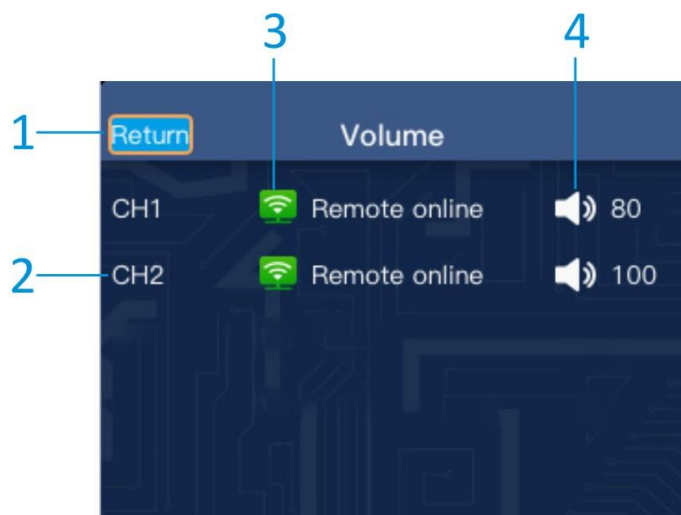 3 4
1 Return Volume
CH1 Remote online 80
2 CH2 Remote online 100